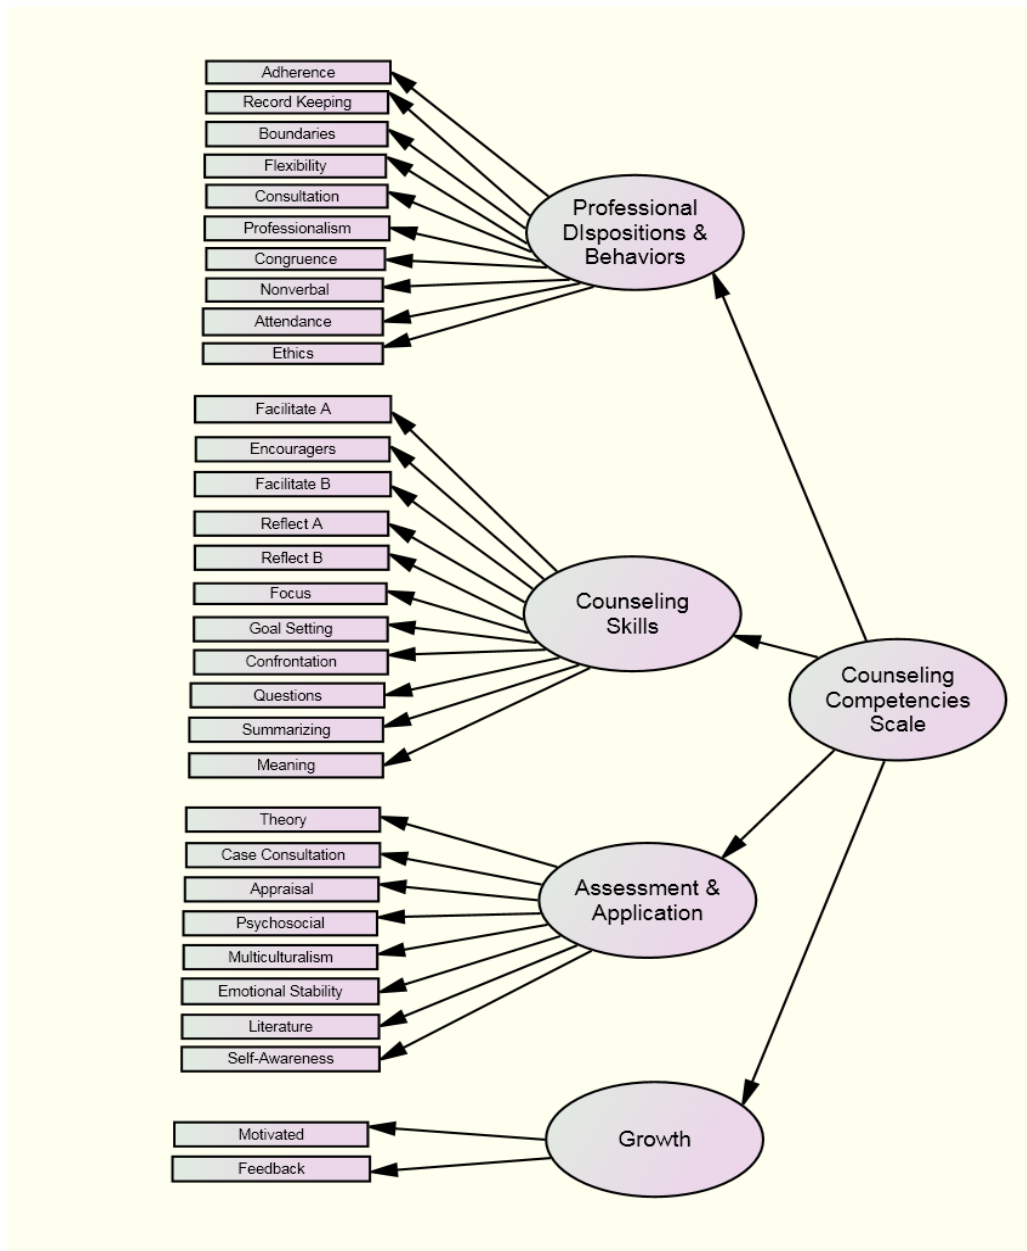 Adherence
Record Keeping
Boundaries
Flexibility
Consultation
Professionalism
Congruence
Nonverbal
Attendance
Ethics
Professional
DIspositions &
Behaviors
Facilitate A
Encouragers
Facilitate B
Reflect A
Reflect B
Focus
Goal Setting
Confrontation
Questions
Summarizing
Meaning
Counseling
Skills
Counseling
Competencies
Scale
Theory
Case Consultation
Appraisal
Psychosocial
Multiculturalism
Emotional Stability
Literature
Self-Awareness
Assessment &
Application
Motivated
Feedback
Growth